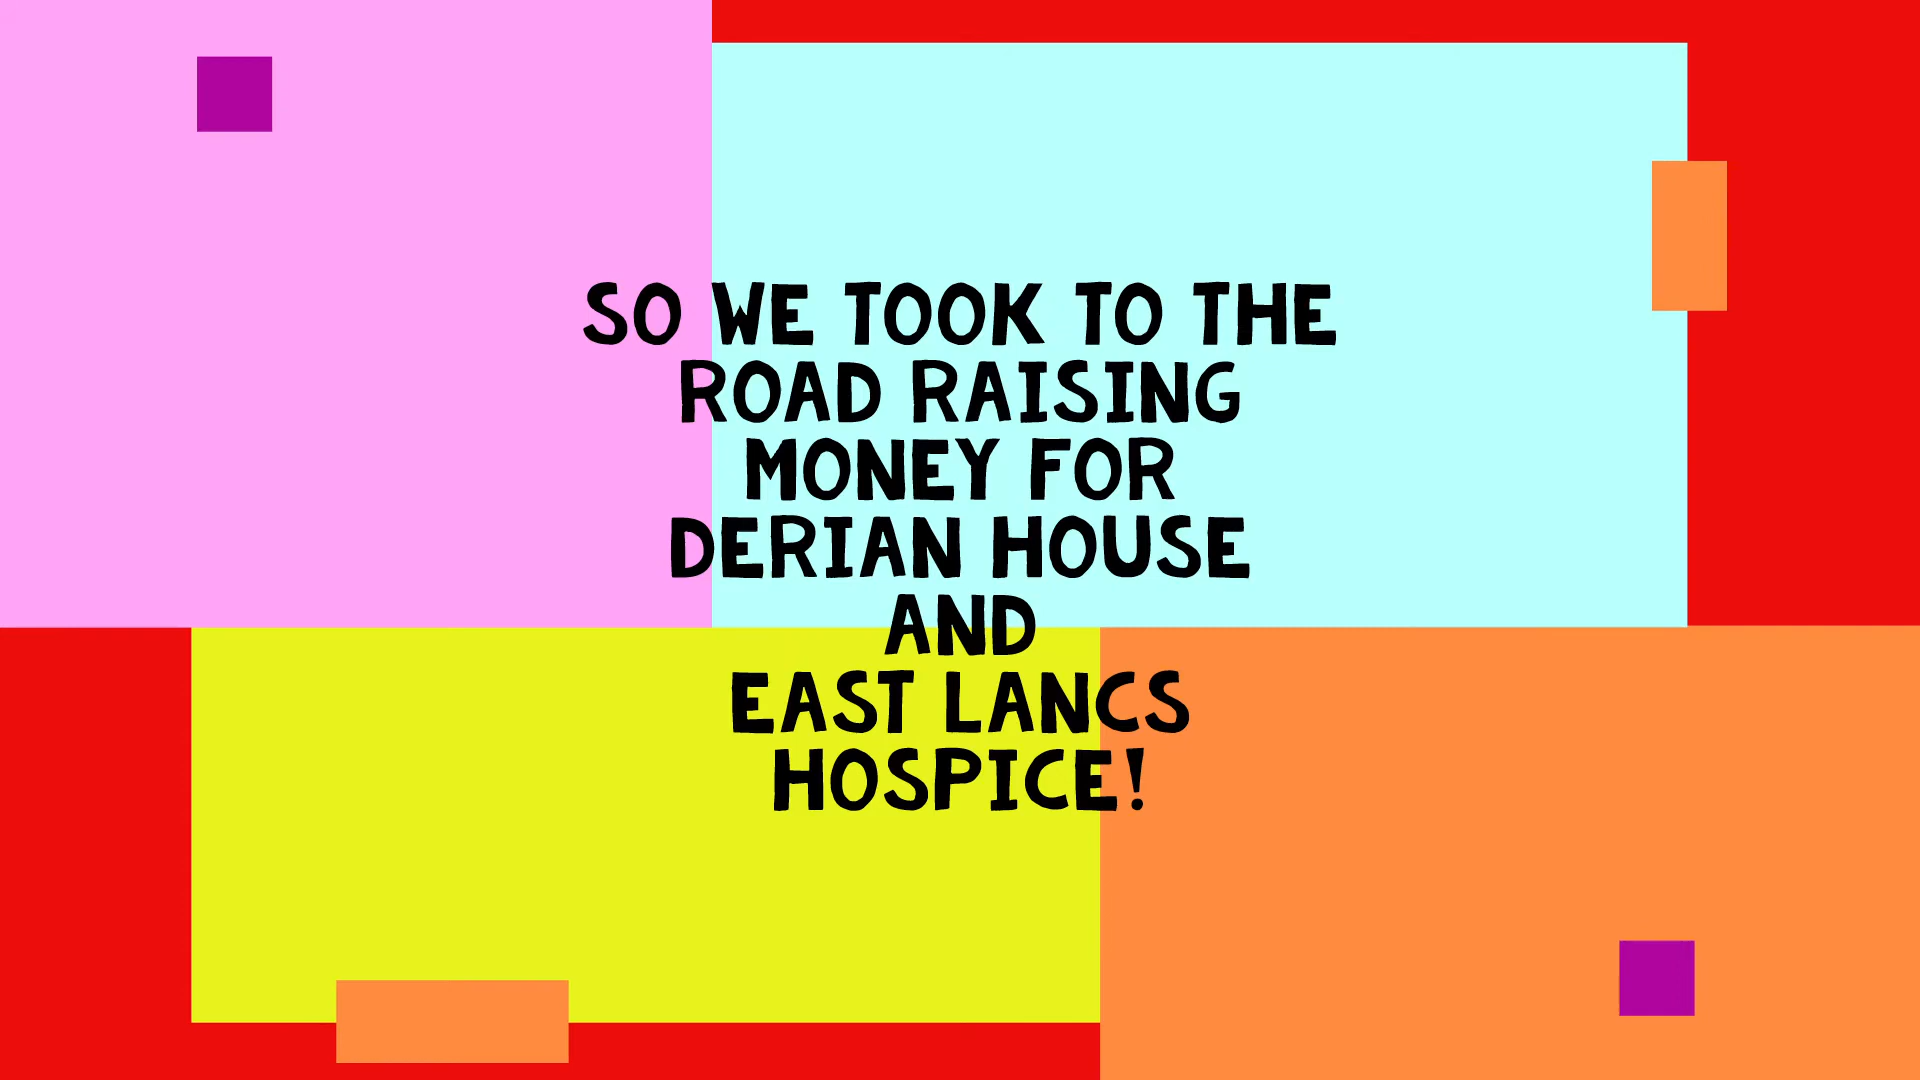 SO WE TOOK TO THE
ROAD RAISING
MONEY FOR
DERIAN HOUSE
AND
EAST LANCS
HOSPICE!